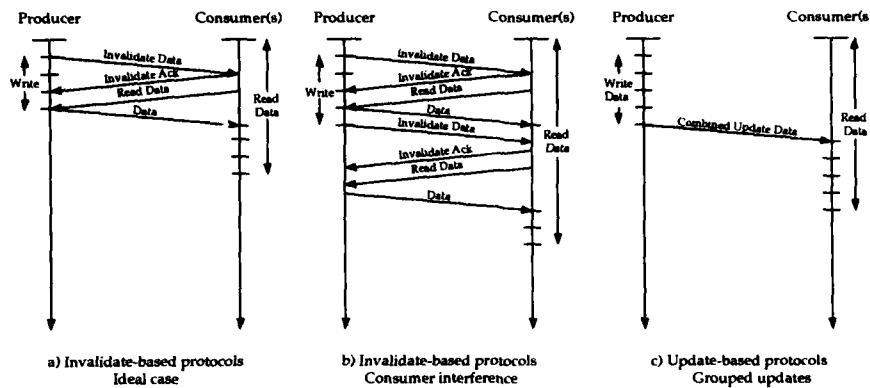 Producer
Consumer(s)
Invalidate Data
Write
Invalidate Ack
Read Data
Data
Read
Data
a) Invalidate-based protocols
Ideal case
Producer
Consumer(s)
Invalidate Data
Invalidate Ack
Write
Read Data
Data
Invalidate Data
Read
Data
Invalidate Ack
Read Data
Data
b) Invalidate-based protocols
Consumer interference
Producer
Consumer(s)
Write
Data
Read
Data
Combined Update Data
c) Update-based protocols
Grouped updates